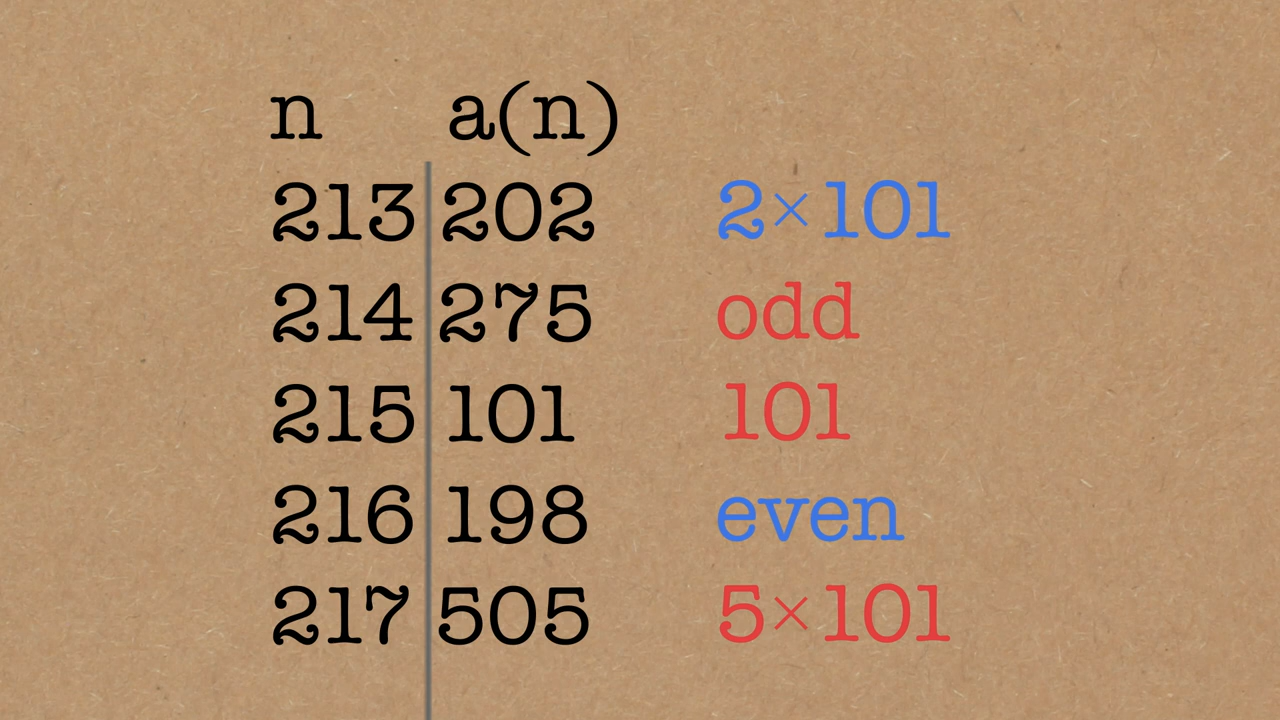 n a(n)
213 202 2×101
214 275 odd
215 101 101
216 198 even
217 505 5×101